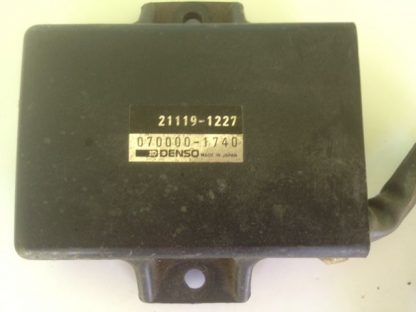 21119-1227
070000-1740
DENSO MADE IN JAPAN